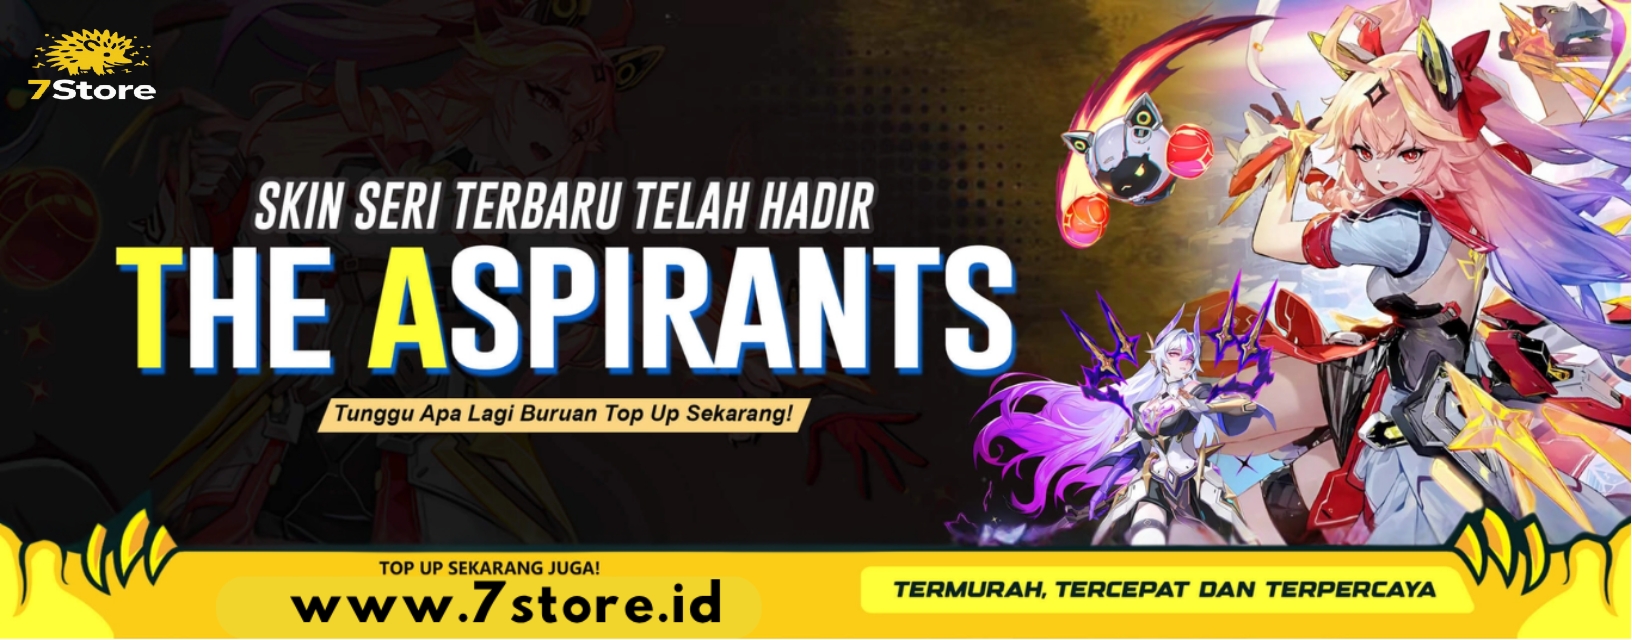 7Store
SKIN SERI TERBARU TELAH HADIR
THE ASPIRANTS
Tunggu Apa Lagi Buruan Top Up Sekarang!
TOP UP SEKARANG JUGA!
www.7store.id
TERMURAH, TERCEPAT DAN TERPERCAYA